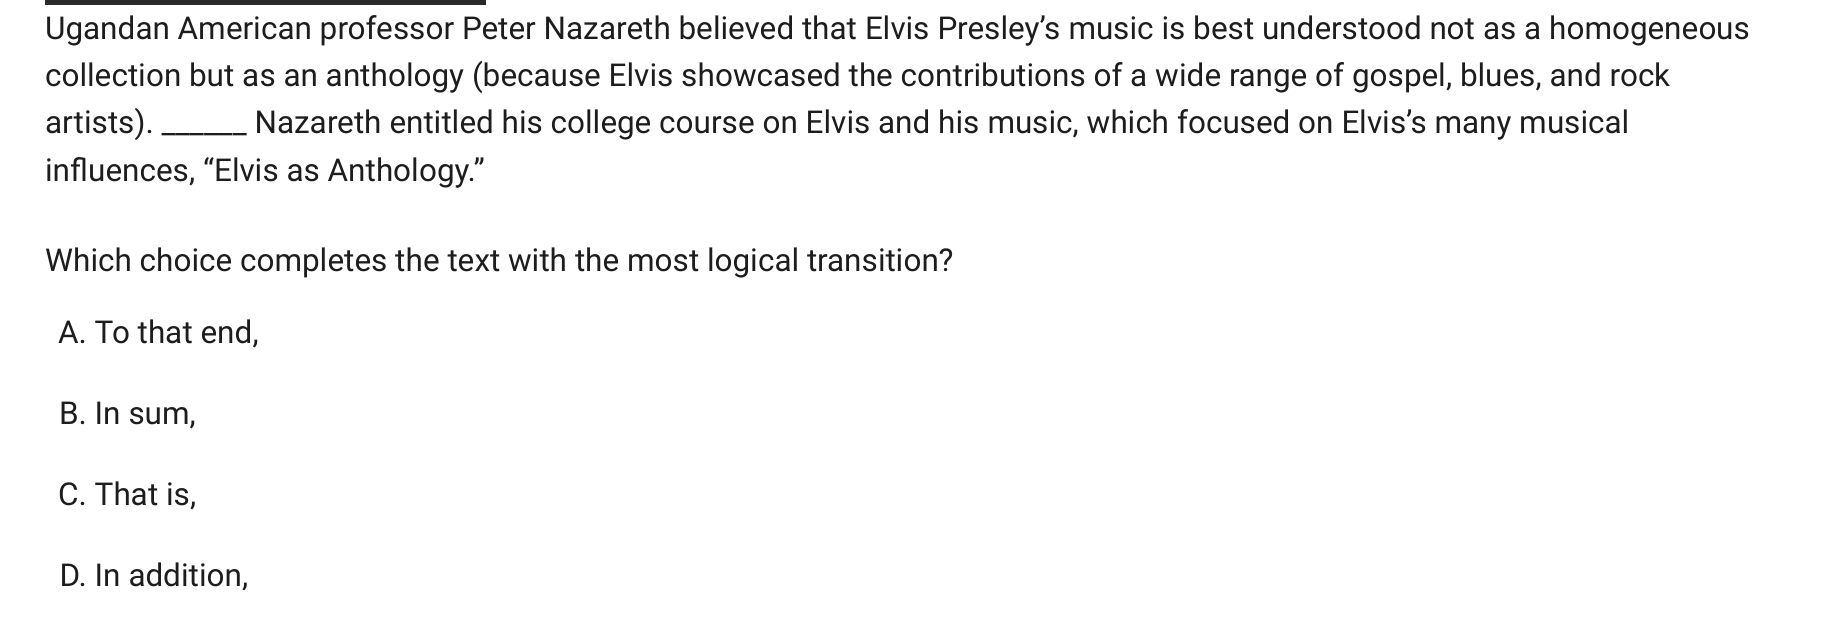 Ugandan American professor Peter Nazareth believed that Elvis Presley’s music is best understood not as a homogeneous
collection but as an anthology (because Elvis showcased the contributions of a wide range of gospel, blues, and rock
artists). ______ Nazareth entitled his college course on Elvis and his music, which focused on Elvis’s many musical
influences, “Elvis as Anthology.”
Which choice completes the text with the most logical transition?
A. To that end,
B. In sum,
C. That is,
D. In addition,